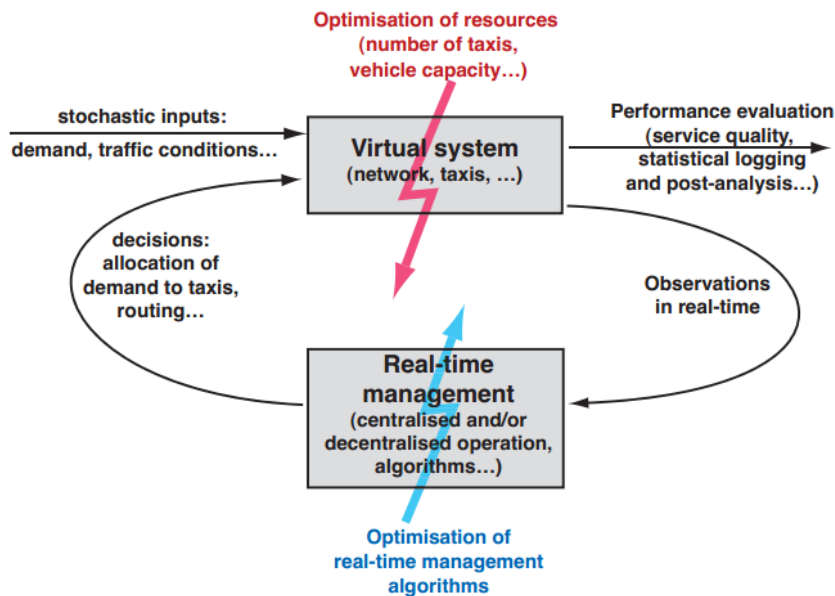 Optimisation of resources
(number of taxis,
vehicle capacity...)
stochastic inputs:
demand, traffic conditions...
Virtual system
(network, taxis, ...)
Performance evaluation
(service quality,
statistical logging
and post-analysis...)
decisions:
allocation of
demand to taxis,
routing...
Observations
in real-time
Real-time
management
(centralised and/or
decentralised operation,
algorithms...)
Optimisation of
real-time management
algorithms